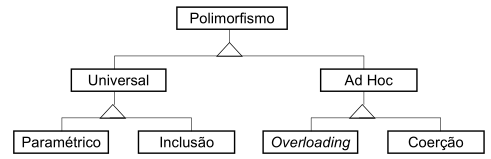 Polimorfismo
Universal
Ad Hoc
Paramétrico
Inclusão
Overloading
Coerção